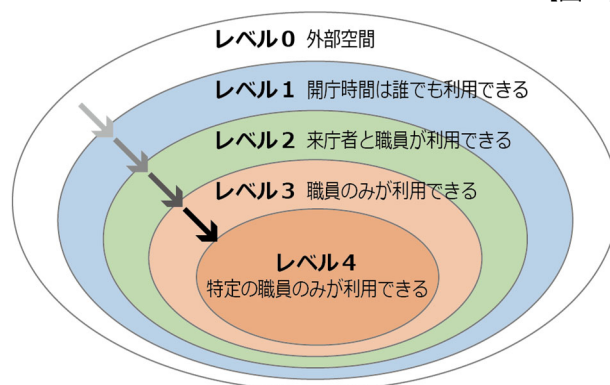 レベル0 外部空間
レベル1 開庁時間は誰でも利用できる
レベル2 来庁者と職員が利用できる
レベル3 職員のみが利用できる
レベル4
特定の職員のみが利用できる